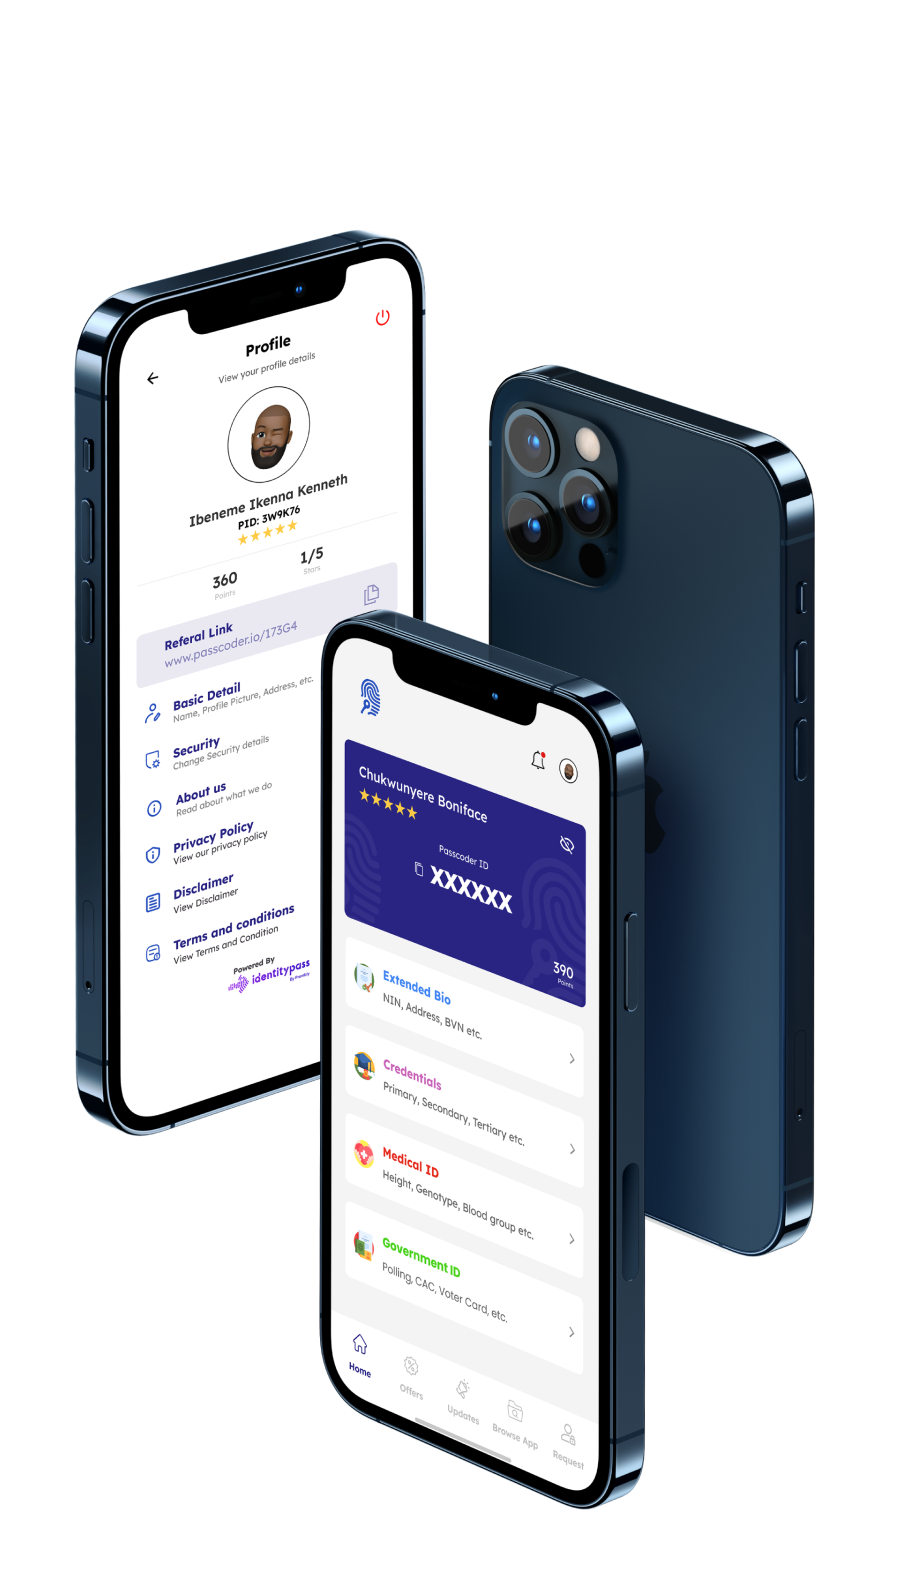 Profile
View your profile details
Ibeneme Ikenna Kenneth
PID: 3W9K76
360
Points
1/5
Stars
Referal Link
www.passcoder.io/173G4
Basic Detail
Name, Profile Picture, Address, etc.
Security
Change Security details
About us
Read about what we do
Privacy Policy
View our privacy policy
Disclaimer
View Disclaimer
Terms and conditions
View Terms and Condition
Powered By
identitypass
Chukwunyere Boniface
Passcoder ID
XXXXXX
390
Points
Extended Bio
NIN, Address, BVN etc.
Credentials
Primary, Secondary, Tertiary etc.
Medical ID
Height, Genotype, Blood group etc.
Government ID
Polling, CAC, Voter Card, etc.
Home
Offers
Updates
Browse App
Request